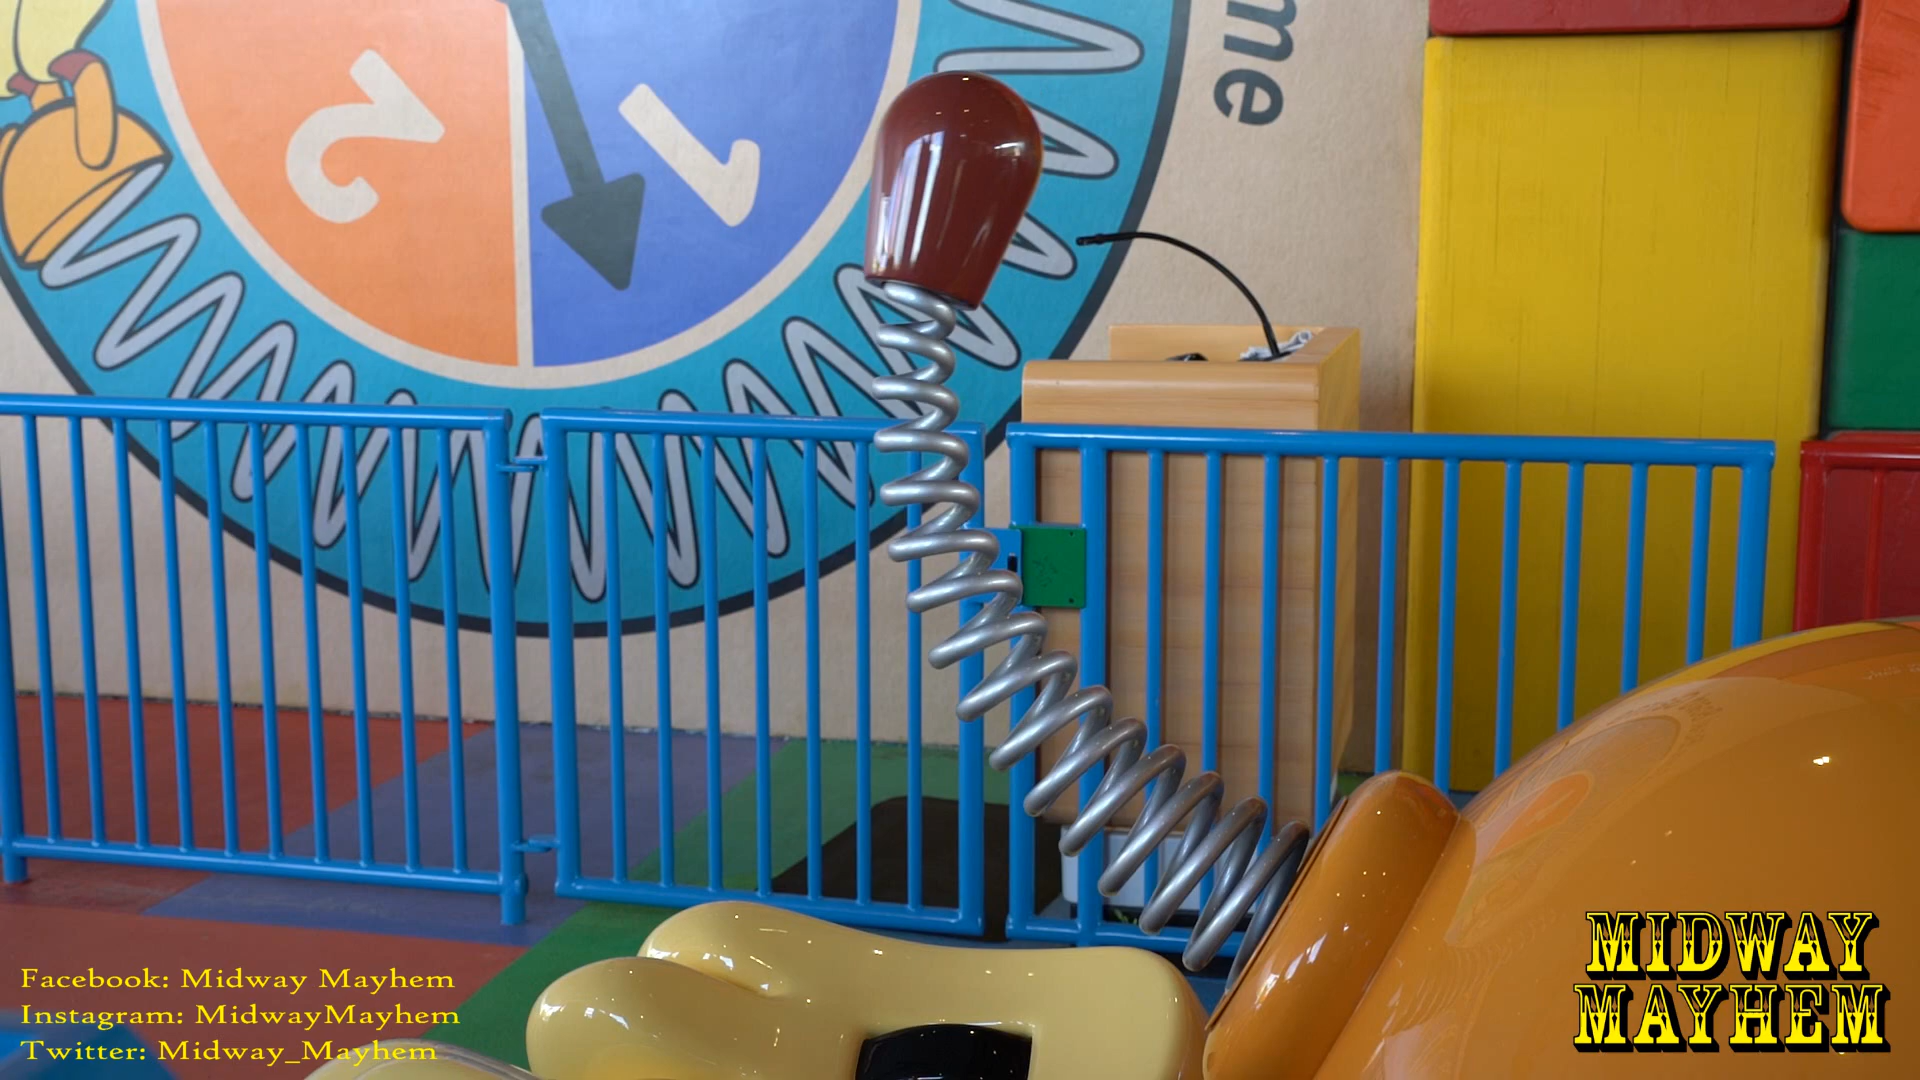 me
2
1
Facebook: Midway Mayhem
Instagram: MidwayMayhem
Twitter: Midway_Mayhem
MIDWAY
MAYHEM